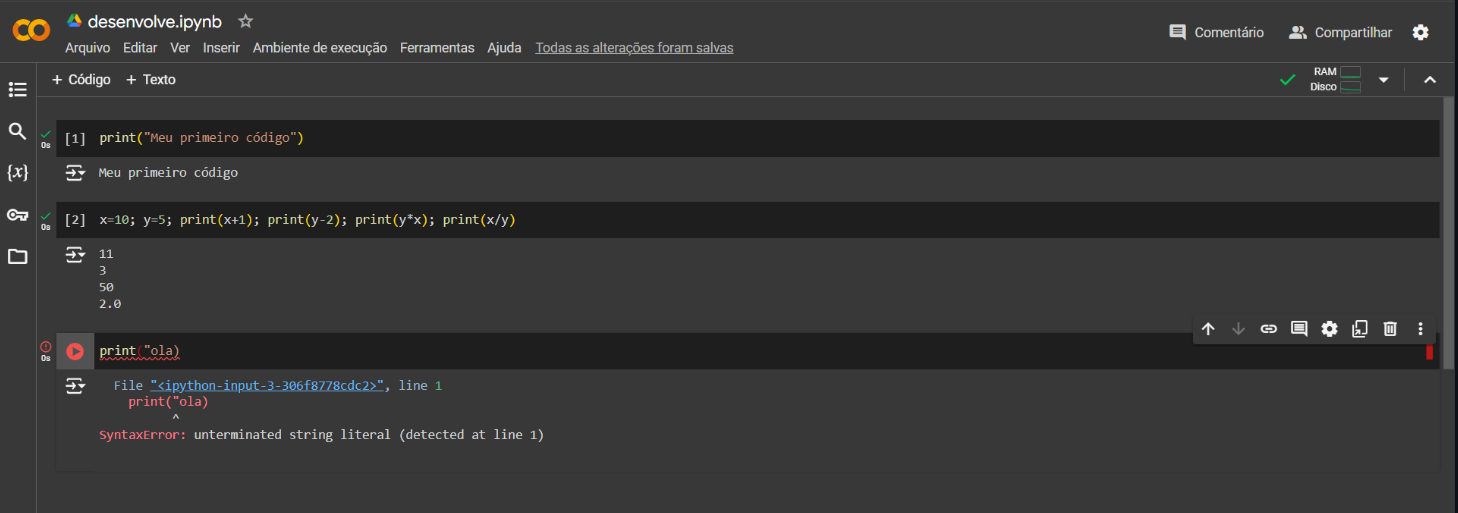 desenvolve.ipynb
Arquivo Editar Ver Inserir Ambiente de execução Ferramentas Ajuda Todas as alterações foram salvas
Comentário Compartilhar
+ Código + Texto
RAM
Disco
0s
[1] print("Meu primeiro código")
Meu primeiro código
0s
[2] x=10; y=5; print(x+1); print(y-2); print(y*x); print(x/y)
11
3
50
2.0
0s
print("ola)
File "<ipython-input-3-306f8778cdc2>", line 1
print("ola)
^
SyntaxError: unterminated string literal (detected at line 1)
{x}